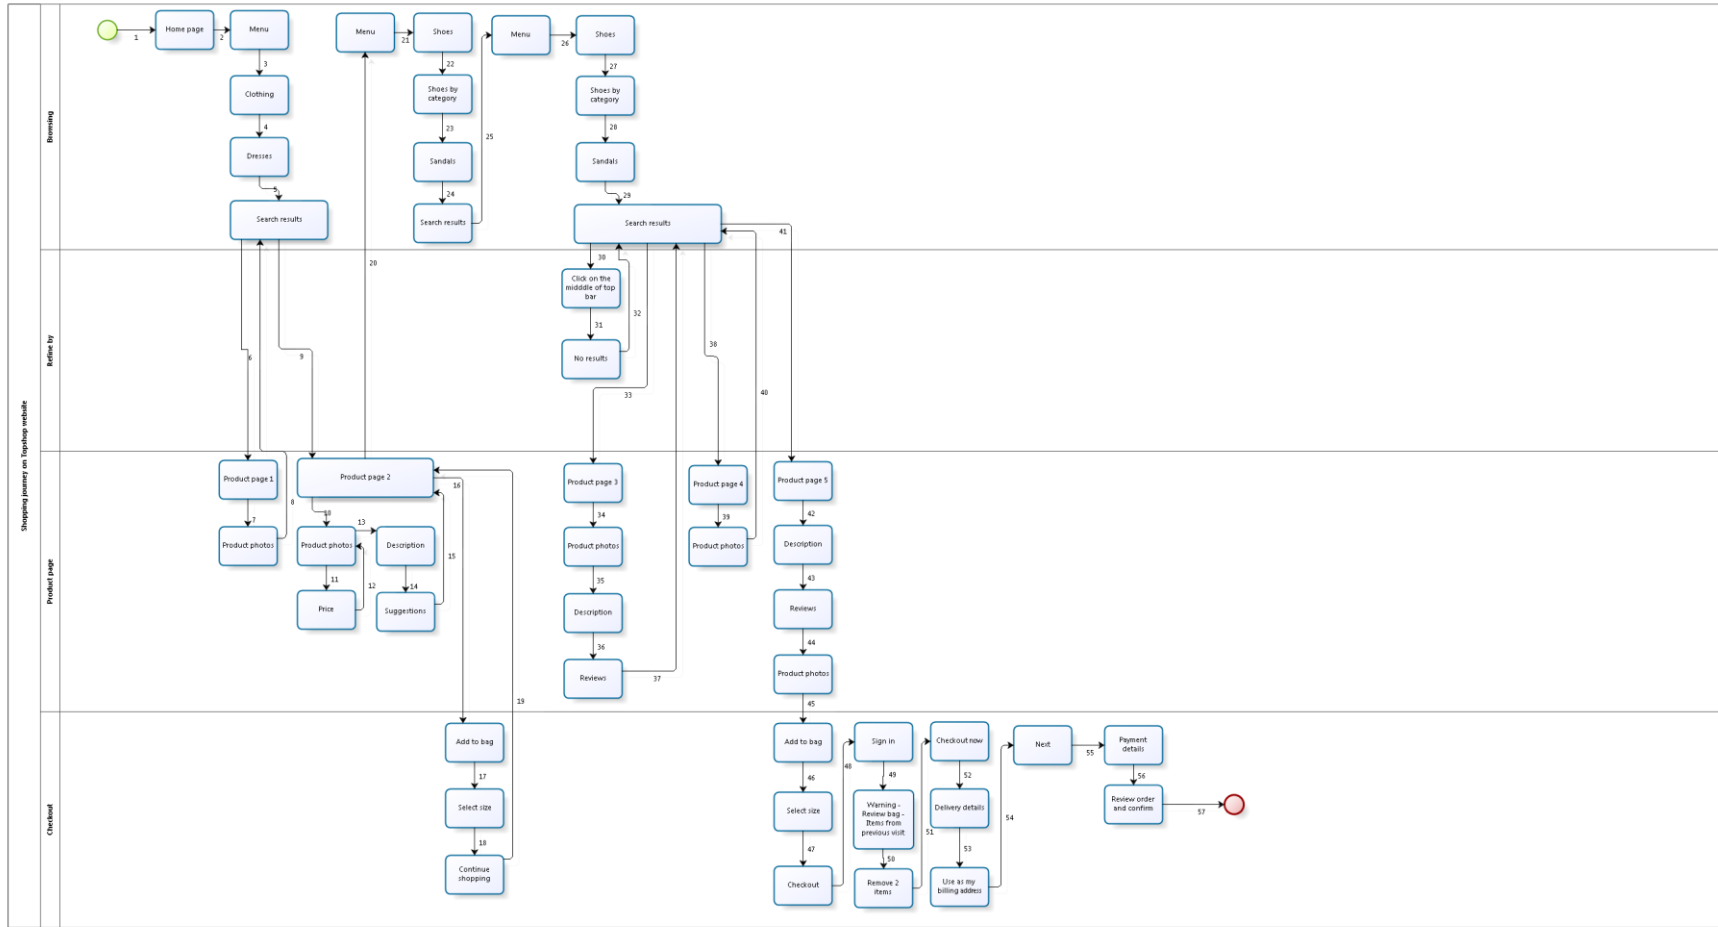 Shopping journey on Topshop website
Browsing
1
Home page
2
Menu
3
Clothing
4
Dresses
5
Search results
Menu
21
Shoes
22
Shoes by
category
23
Sandals
24
Search results
25
Menu
26
Shoes
27
Shoes by
category
28
Sandals
29
Search results
41
20
Refine by
6
9
30
Click on the
midddle of top
bar
31
32
No results
33
38
40
Product page
Product page 1
7
Product photos
8
Product page 2
16
10
Product photos
13
Description
11
12
Price
14
Suggestions
15
19
Product page 3
34
Product photos
35
Description
36
Reviews
37
Product page 4
39
Product photos
Product page 5
42
Description
43
Reviews
44
Product photos
45
Checkout
Add to bag
17
Select size
18
Continue
shopping
Add to bag
46
Select size
47
Checkout
48
Sign in
49
Warning -
Review bag -
Items from
previous visit
50
Remove 2
items
51
Checkout now
52
Delivery details
53
Use as my
billing address
54
Next
55
Payment
details
56
Review order
and confirm
57